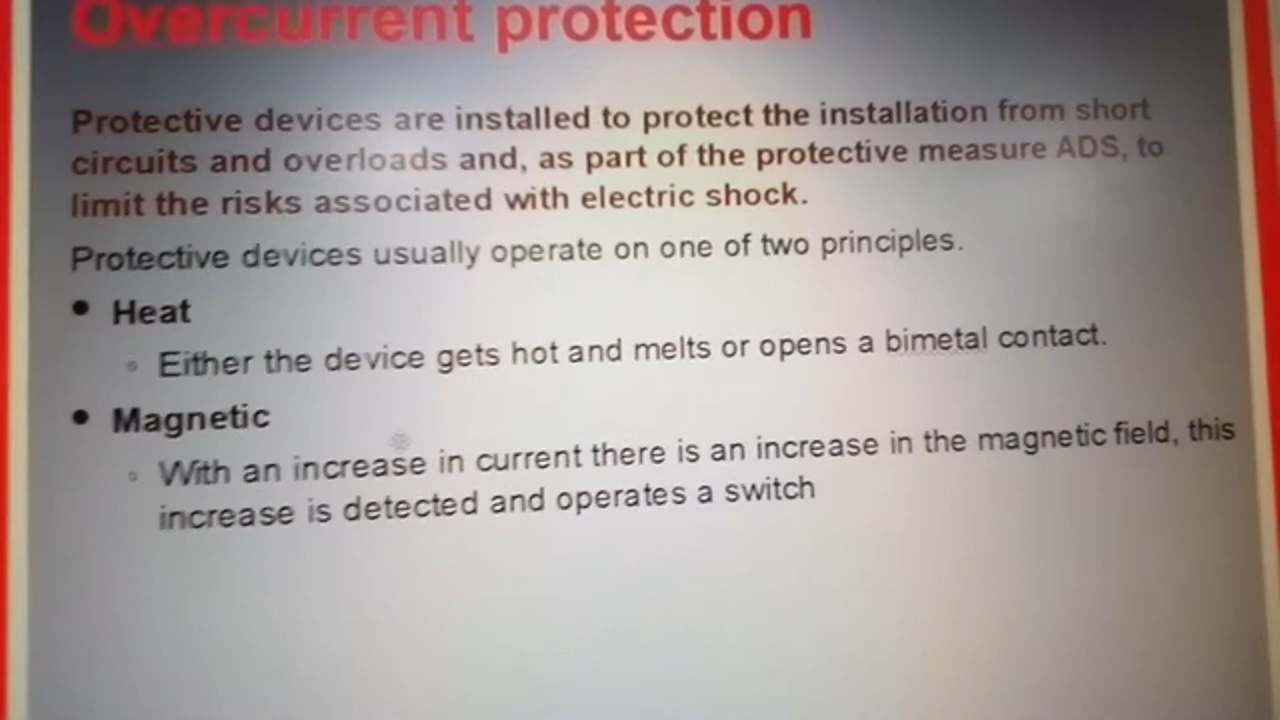 Overcurrent protection
Protective devices are installed to protect the installation from short
circuits and overloads and, as part of the protective measure ADS, to
limit the risks associated with electric shock.
Protective devices usually operate on one of two principles.
• Heat
◦ Either the device gets hot and melts or opens a bimetal contact.
• Magnetic
◦ With an increase in current there is an increase in the magnetic field, this
increase is detected and operates a switch